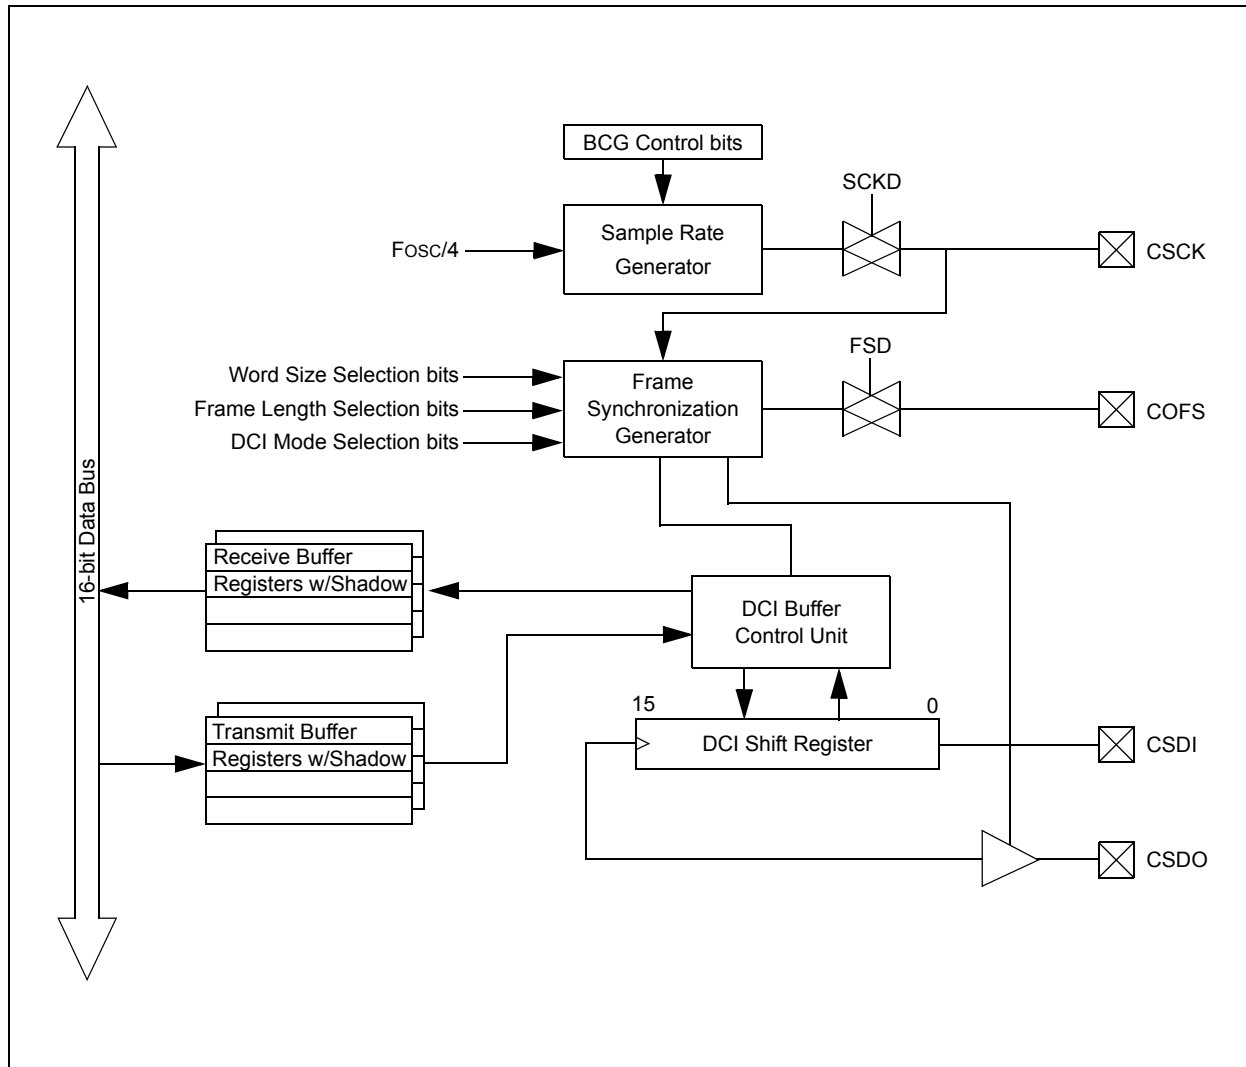 BCG Control bits
SCKD
Sample Rate
Generator
FOSC/4
CSCK
FSD
Word Size Selection bits
Frame Length Selection bits
DCI Mode Selection bits
Frame
Synchronization
Generator
COFS
16-bit Data Bus
Receive Buffer
Registers w/Shadow
DCI Buffer
Control Unit
Transmit Buffer
Registers w/Shadow
15
0
DCI Shift Register
CSDI
CSDO